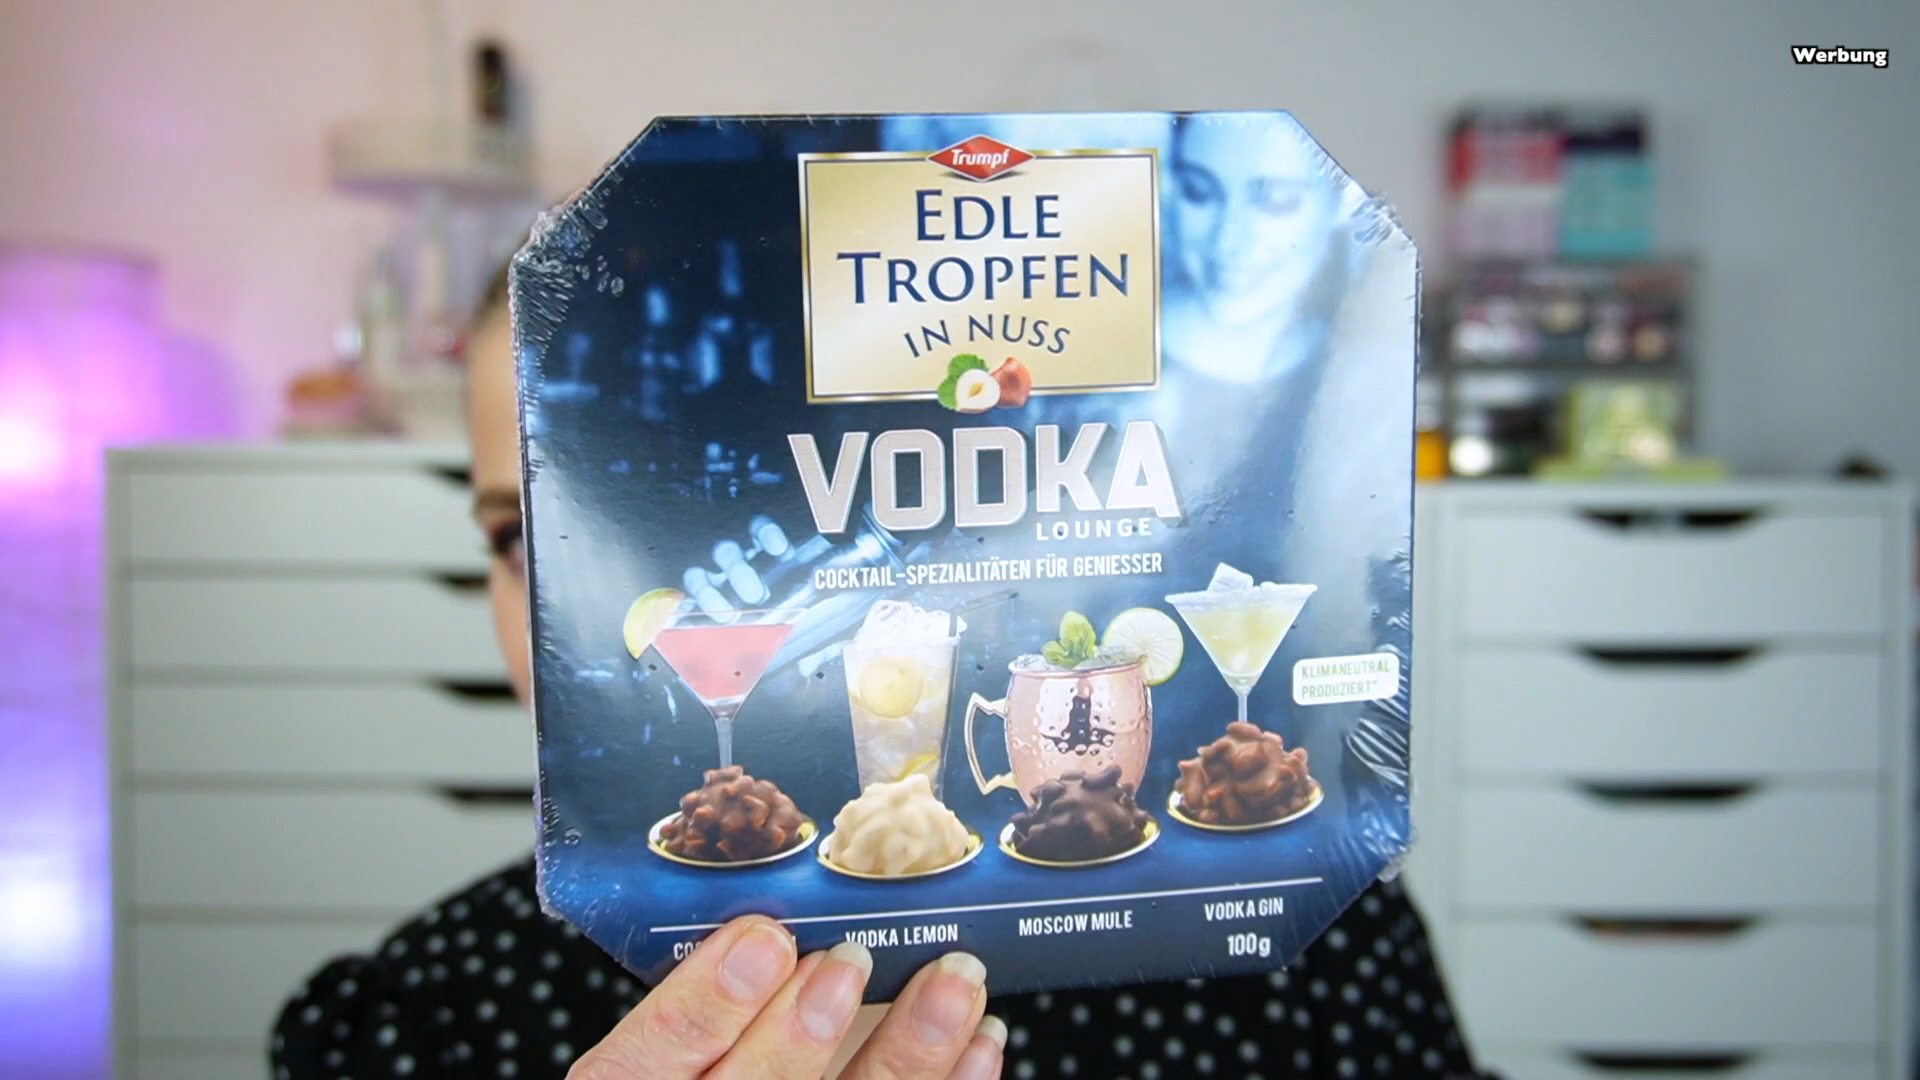 Werbung
Trumpf
EDLE
TROPFEN
IN NUSS
VODKA
LOUNGE
COCKTAIL-SPEZIALITÄTEN FÜR GENIESSER
KLIMANEUTRAL
PRODUZIERT*
VODKA LEMON
MOSCOW MULE
VODKA GIN
100g